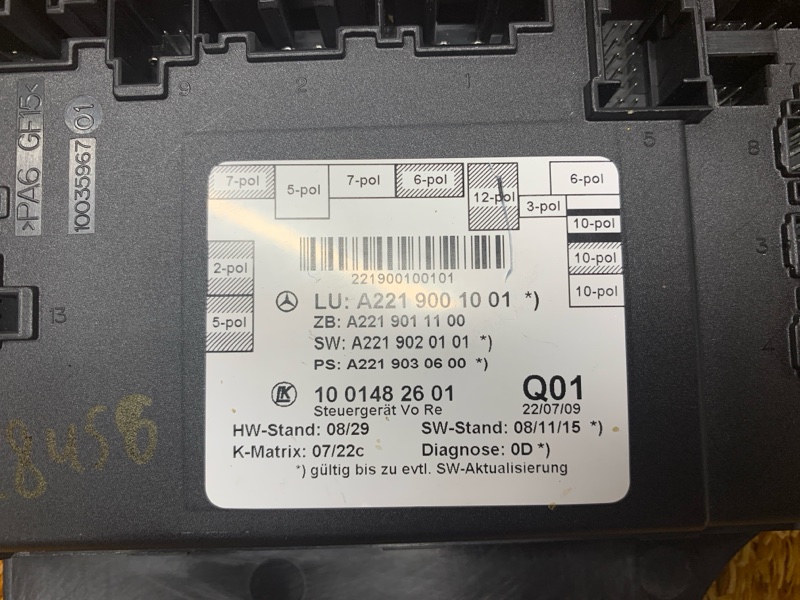 9
2
1
5
7
8
3
4
13
>PA6 GF15<
10035967
01
7-pol
5-pol
7-pol
6-pol
12-pol
3-pol
6-pol
10-pol
10-pol
10-pol
2-pol
5-pol
221900100101
LU: A221 900 10 01 *)
ZB: A221 901 11 00
SW: A221 902 01 01 *)
PS: A221 903 06 00 *)
LK 10 0148 26 01 Q01
Steuergerät Vo Re 22/07/09
HW-Stand: 08/29 SW-Stand: 08/11/15 *)
K-Matrix: 07/22c Diagnose: 0D *)
*) gültig bis zu evtl. SW-Aktualisierung